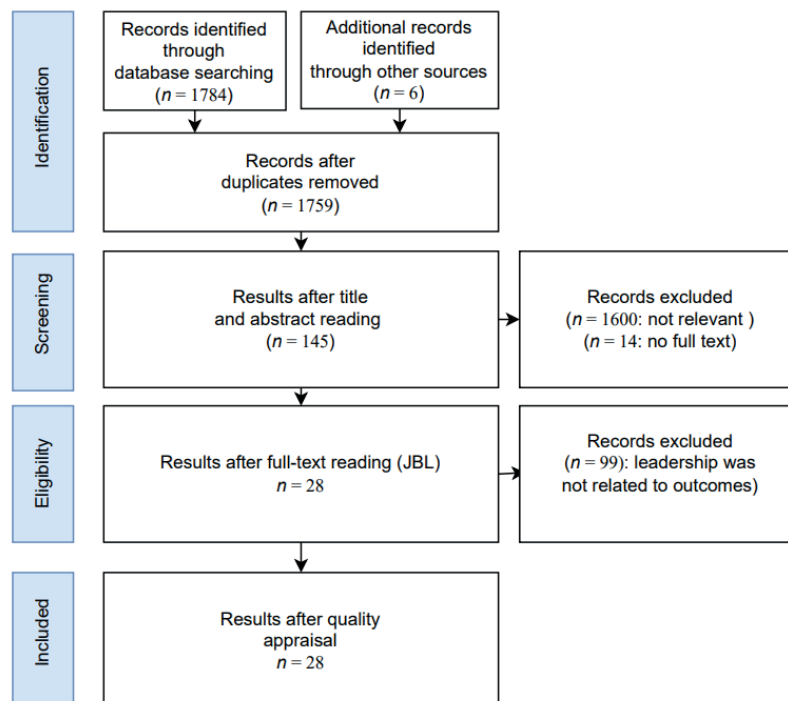 Identification
Records identified
through
database searching
(n = 1784)
Additional records
identified
through other sources
(n = 6)
Records after
duplicates removed
(n = 1759)
Screening
Results after title
and abstract reading
(n = 145)
Records excluded
(n = 1600: not relevant )
(n = 14: no full text)
Eligibility
Results after full-text reading (JBL)
n = 28
Records excluded
(n = 99): leadership was
not related to outcomes)
Included
Results after quality
appraisal
n = 28